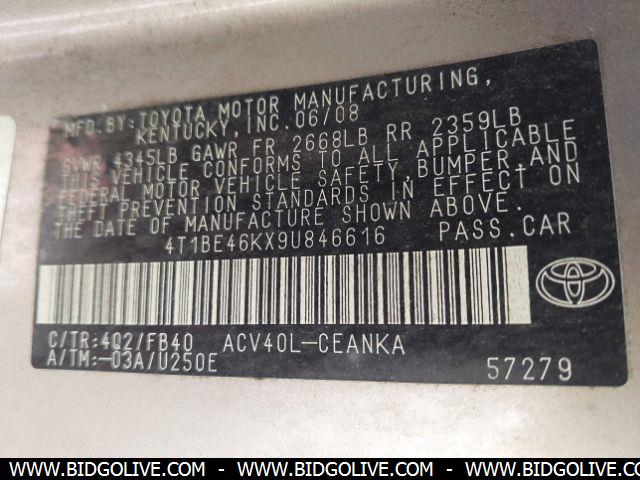 MFD. BY: TOYOTA MOTOR MANUFACTURING,
KENTUCKY, INC. 06/08
GVWR 4345LB GAWR FR 2668LB RR 2359LB
THIS VEHICLE CONFORMS TO ALL APPLICABLE
FEDERAL MOTOR VEHICLE SAFETY, BUMPER, AND
THEFT PREVENTION STANDARDS IN EFFECT ON
THE DATE OF MANUFACTURE SHOWN ABOVE.
4T1BE46KX9U846616 PASS.CAR
C/TR:4Q2/FB40 ACV40L-CEANKA
A/TM:-03A/U250E 57279
WWW.BIDGOLIVE.COM - WWW.BIDGOLIVE.COM - WWW.BIDGOLIVE.COM